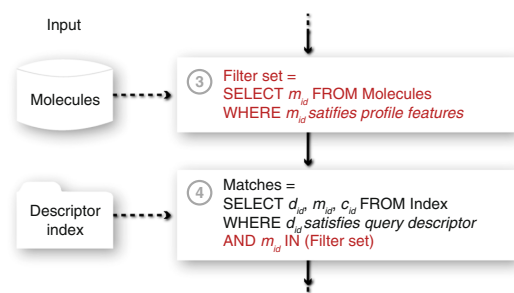 Input
Molecules
3
Filter set =
SELECT m_id FROM Molecules
WHERE m_id satifies profile features
Descriptor
index
4
Matches =
SELECT d_id, m_id, c_id FROM Index
WHERE d_id satisfies query descriptor
AND m_id IN (Filter set)